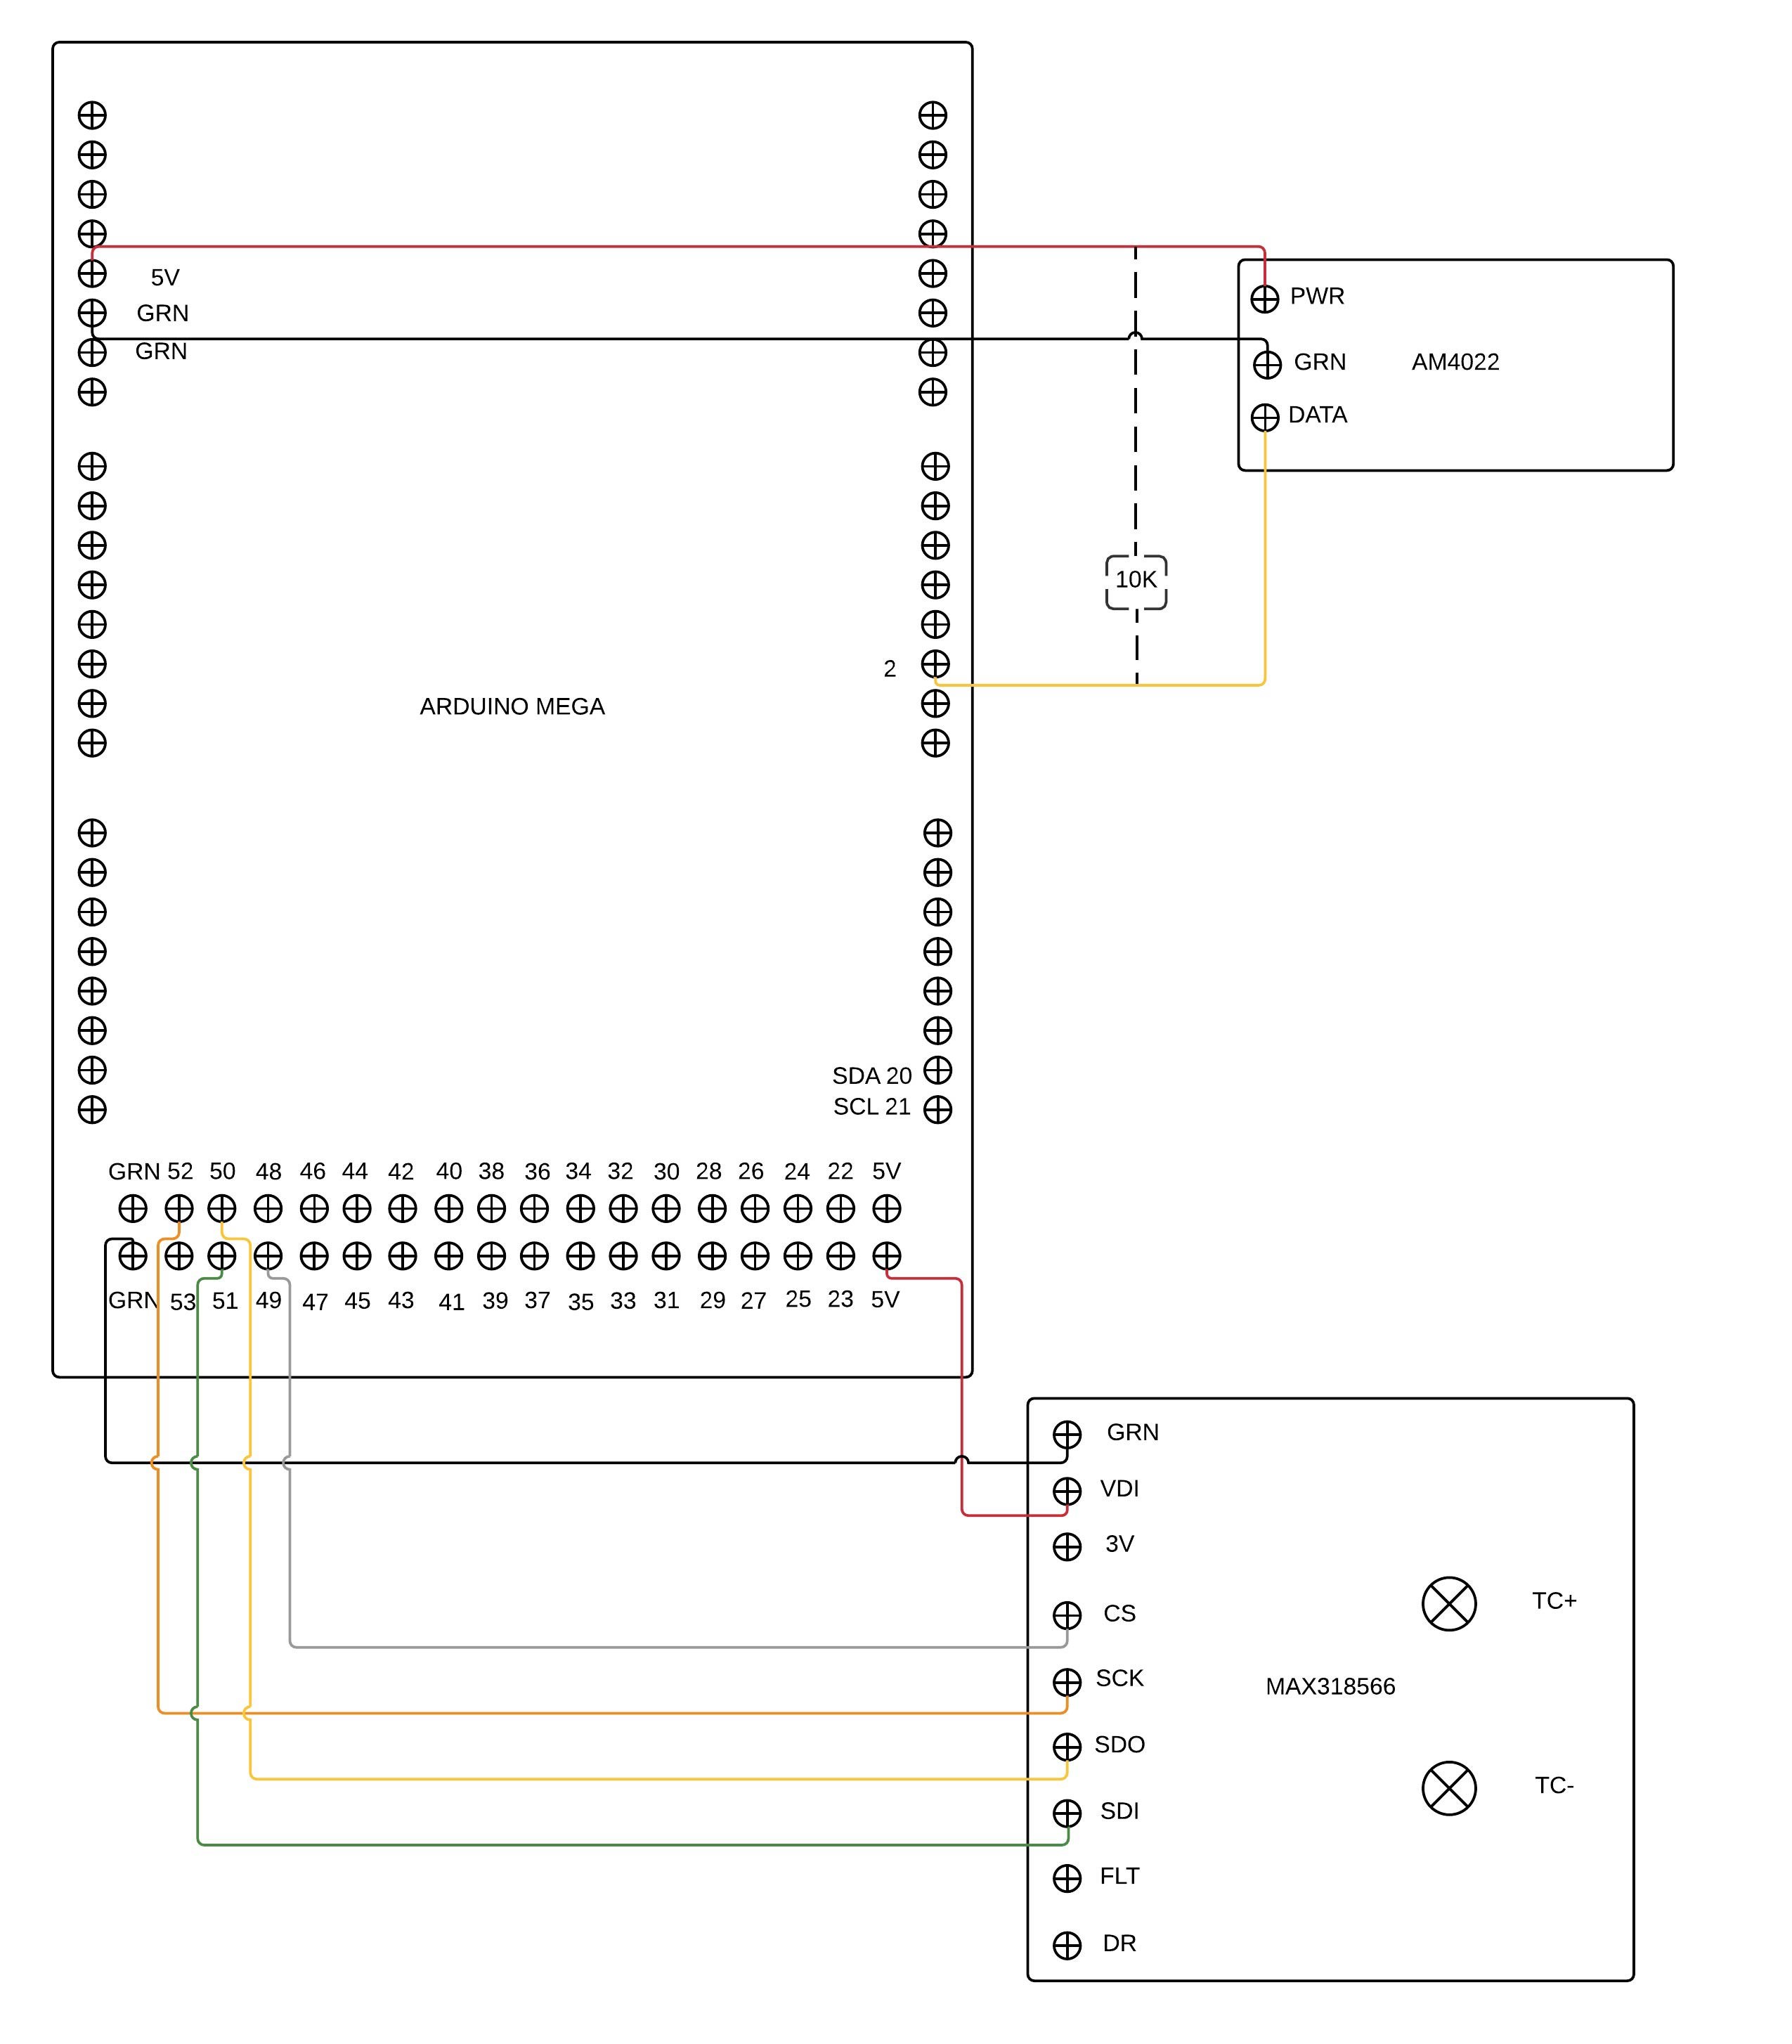 5V
GRN
GRN
PWR
GRN
AM4022
DATA
10K
2
ARDUINO MEGA
SDA 20
SCL 21
GRN 52 50 48 46 44 42 40 38 36 34 32 30 28 26 24 22 5V
GRN 53 51 49 47 45 43 41 39 37 35 33 31 29 27 25 23 5V
GRN
VDI
3V
CS
SCK
SDO
SDI
FLT
DR
TC+
MAX318566
TC-